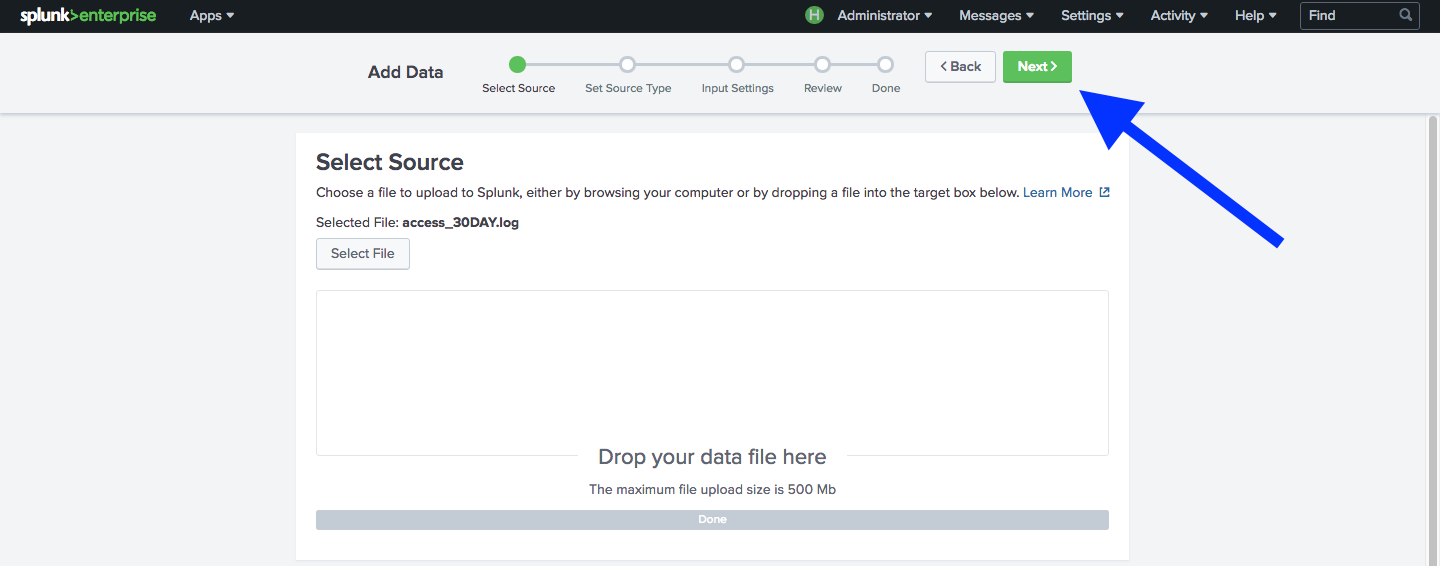 splunk>enterprise Apps Administrator Messages Settings Activity Help Find
H
Add Data
Select Source Set Source Type Input Settings Review Done
< Back Next >
Select Source
Choose a file to upload to Splunk, either by browsing your computer or by dropping a file into the target box below. Learn More
Selected File: access_30DAY.log
Select File
Drop your data file here
The maximum file upload size is 500 Mb
Done